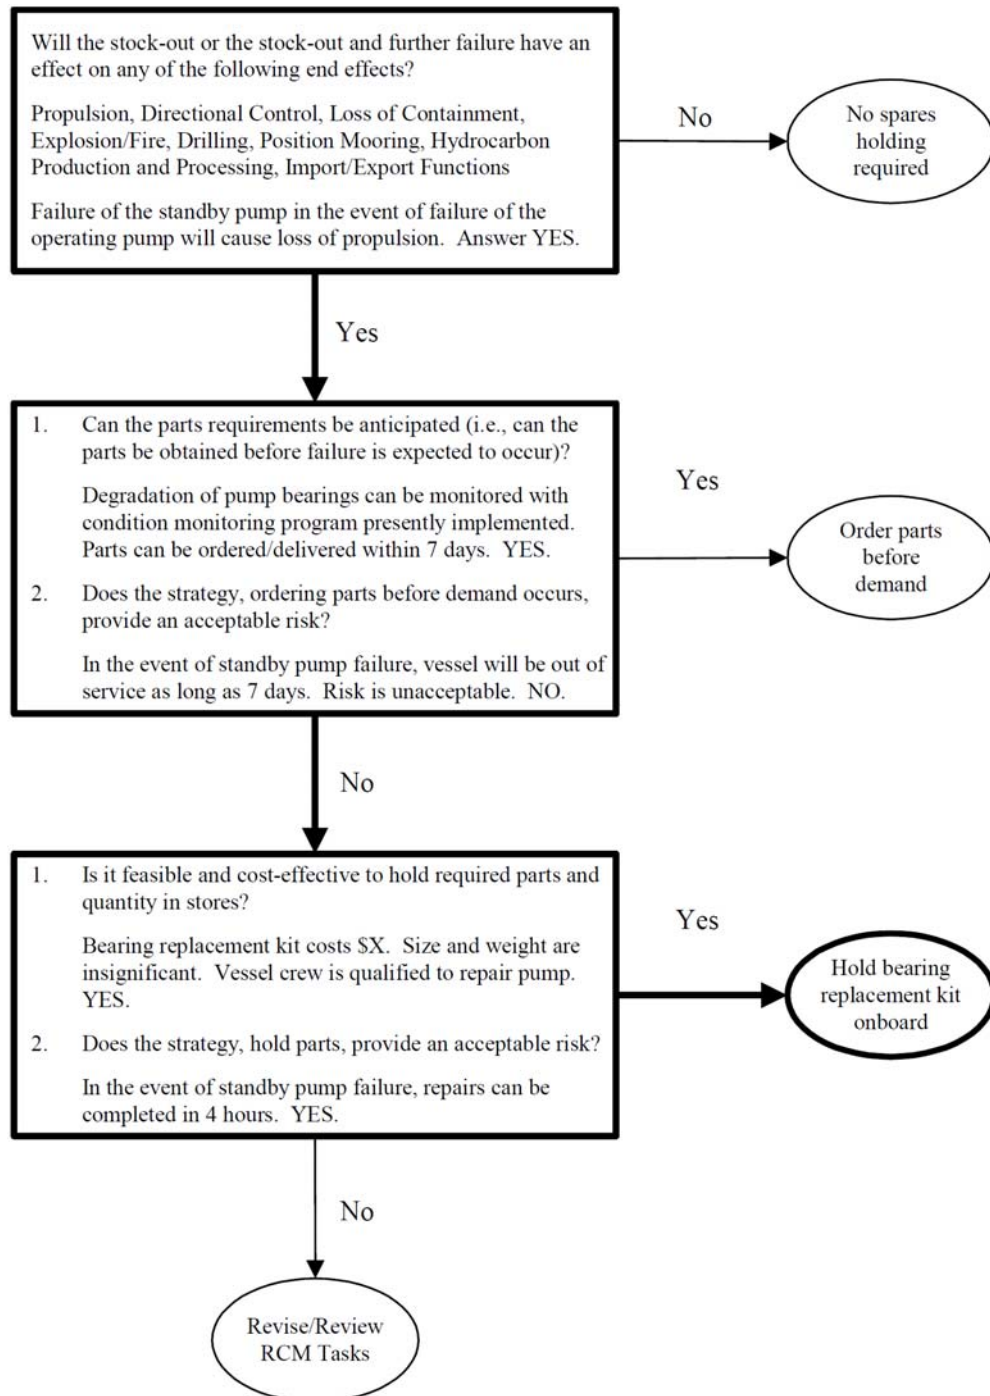 Will the stock-out or the stock-out and further failure have an
effect on any of the following end effects?
Propulsion, Directional Control, Loss of Containment,
Explosion/Fire, Drilling, Position Mooring, Hydrocarbon
Production and Processing, Import/Export Functions
Failure of the standby pump in the event of failure of the
operating pump will cause loss of propulsion. Answer YES.
No
No spares
holding
required
Yes
1. Can the parts requirements be anticipated (i.e., can the
parts be obtained before failure is expected to occur)?
Degradation of pump bearings can be monitored with
condition monitoring program presently implemented.
Parts can be ordered/delivered within 7 days. YES.
2. Does the strategy, ordering parts before demand occurs,
provide an acceptable risk?
In the event of standby pump failure, vessel will be out of
service as long as 7 days. Risk is unacceptable. NO.
Yes
Order parts
before
demand
No
1. Is it feasible and cost-effective to hold required parts and
quantity in stores?
Bearing replacement kit costs $X. Size and weight are
insignificant. Vessel crew is qualified to repair pump.
YES.
2. Does the strategy, hold parts, provide an acceptable risk?
In the event of standby pump failure, repairs can be
completed in 4 hours. YES.
Yes
Hold bearing
replacement kit
onboard
No
Revise/Review
RCM Tasks